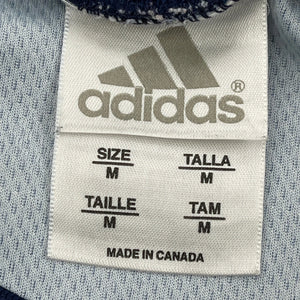 adidas®
SIZE TALLA
M M
TAILLE TAM
M M
MADE IN CANADA